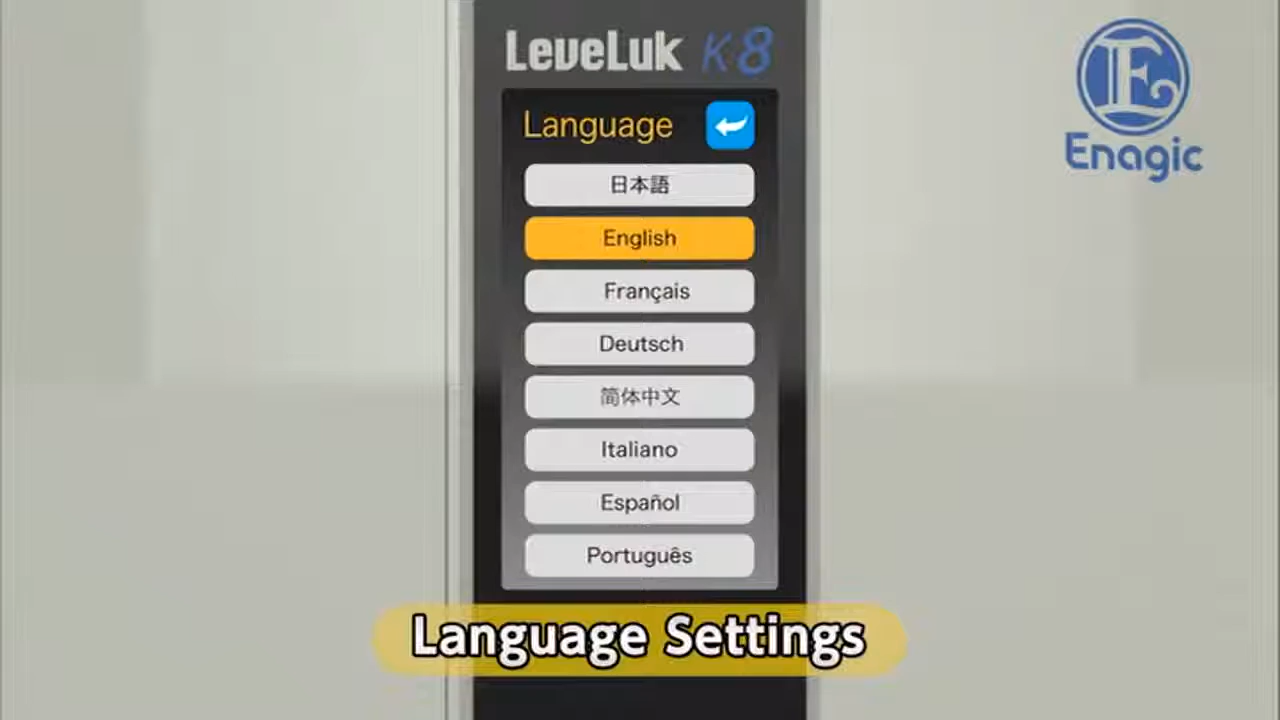 LeveLuk K8
Language
日本語
English
Français
Deutsch
简体中文
Italiano
Español
Português
Language Settings
E
Enagic